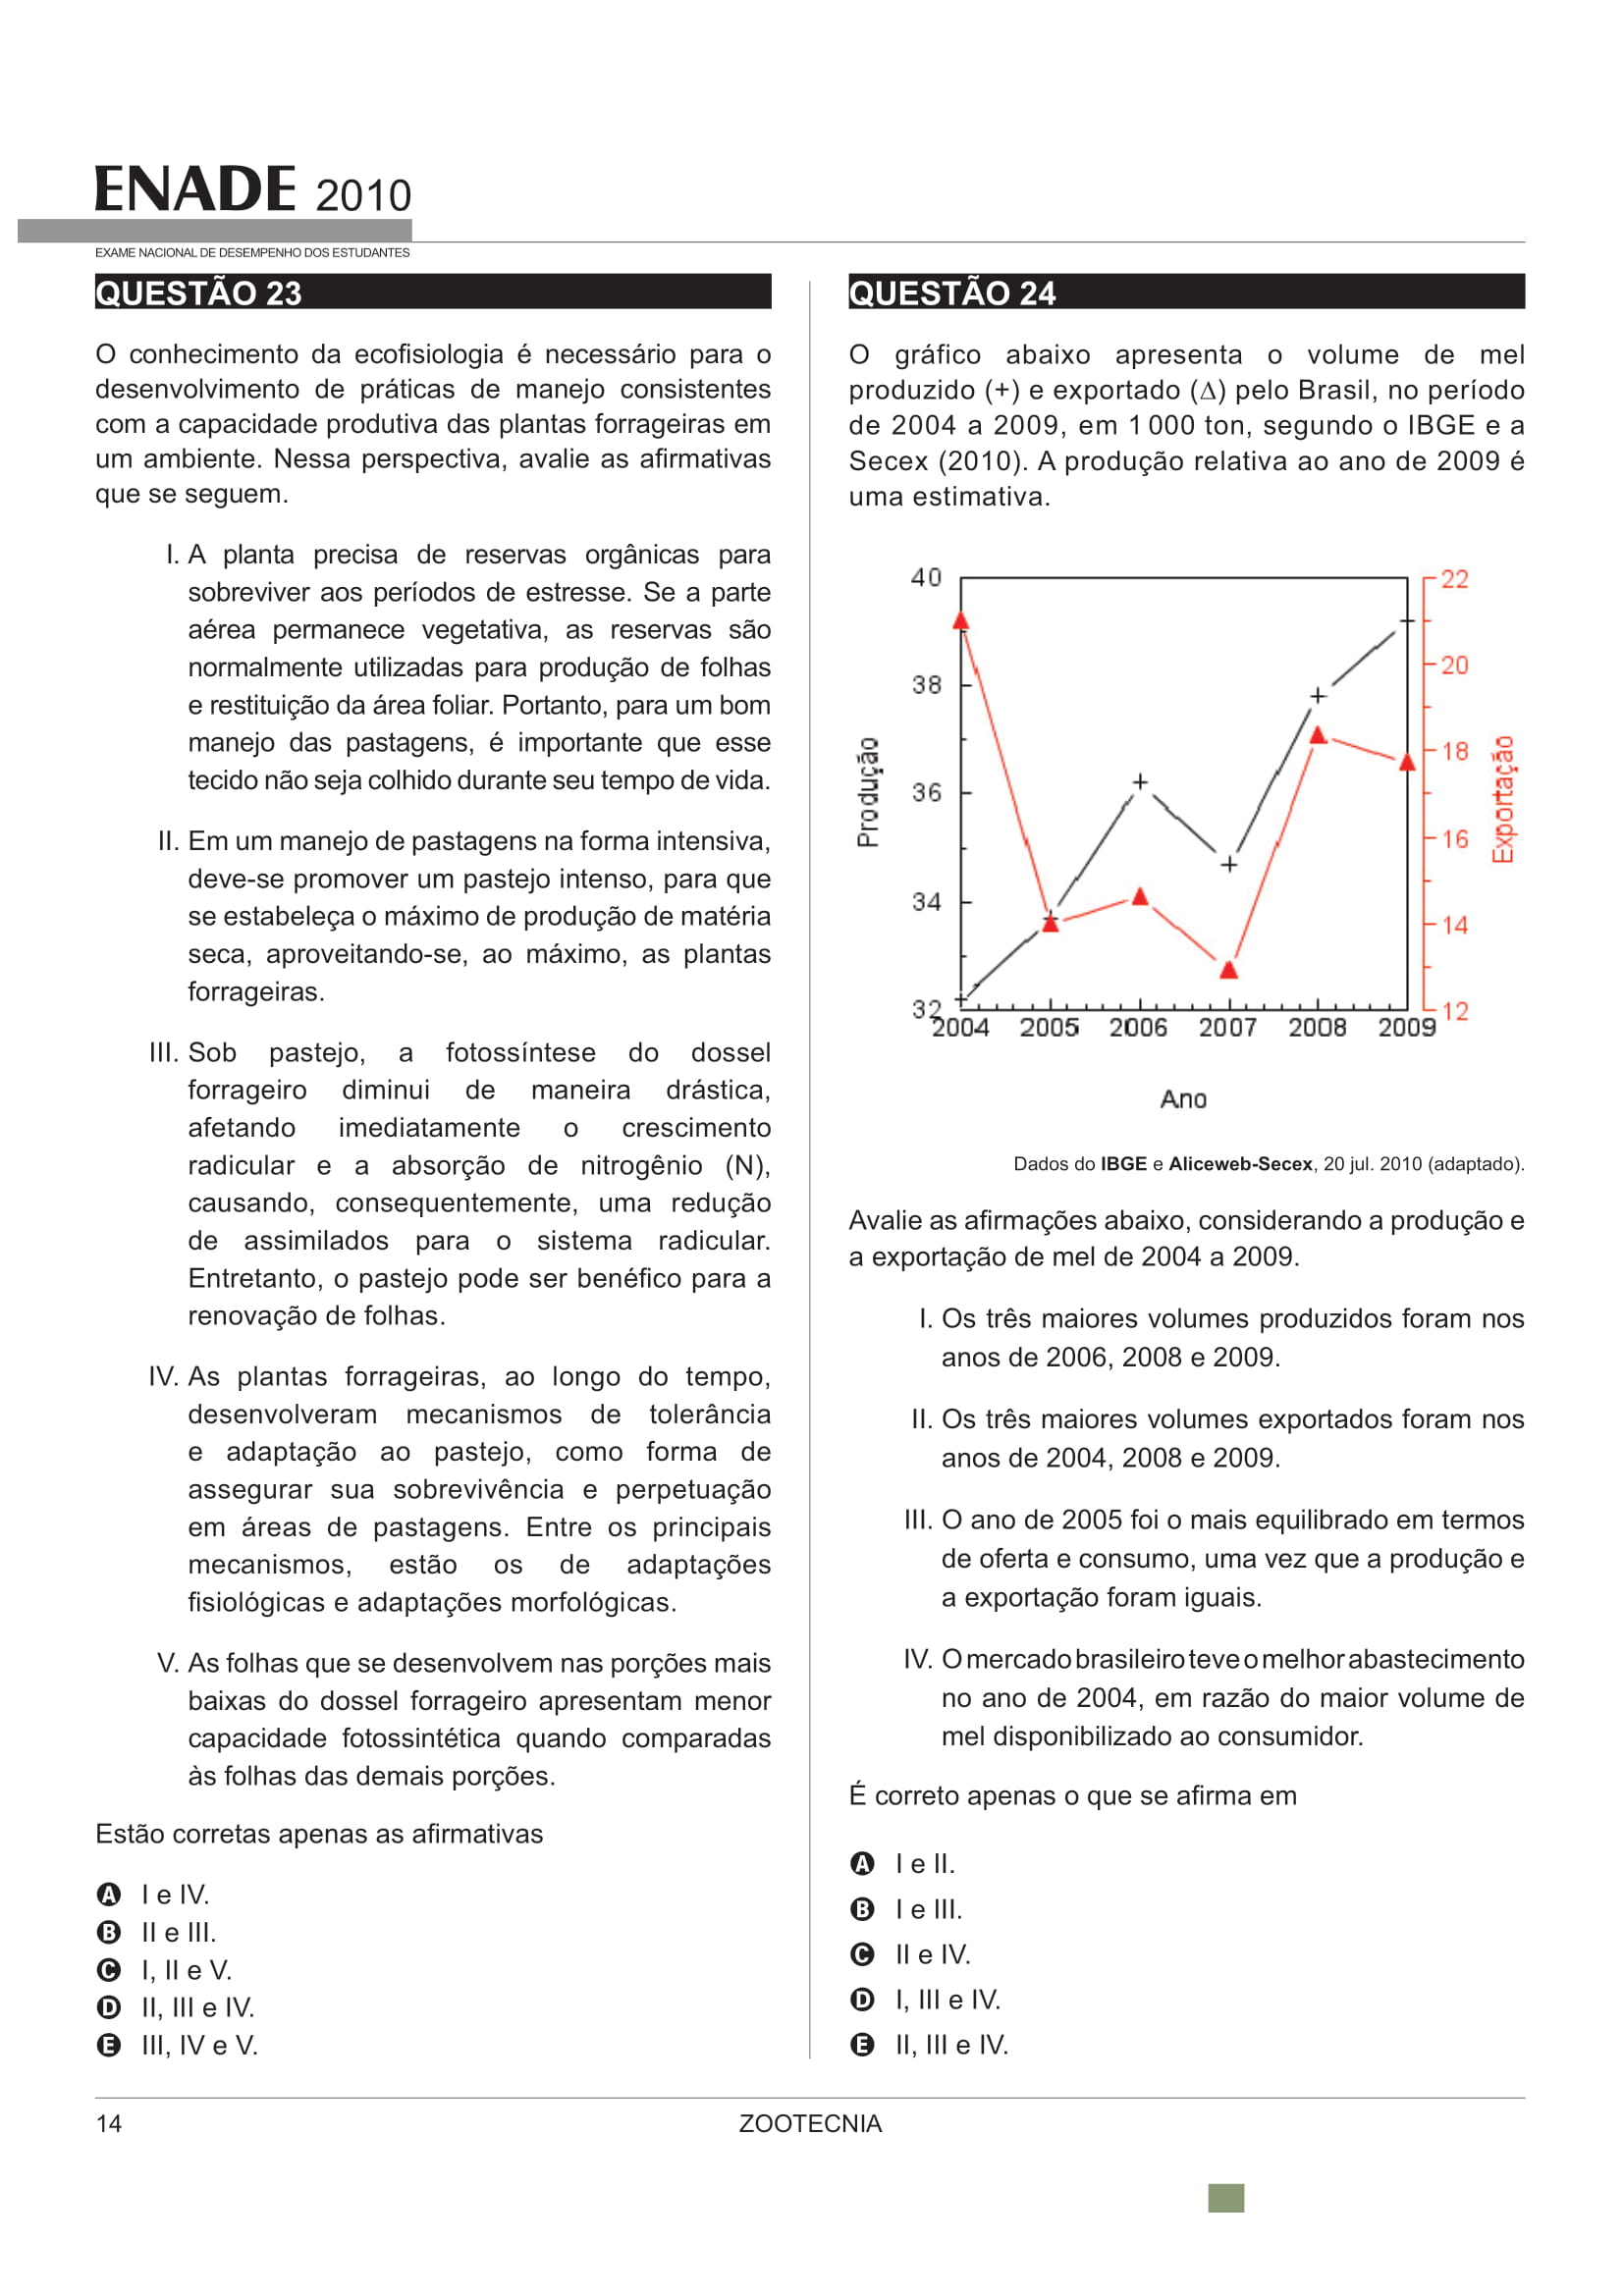 ENADE 2010
EXAME NACIONAL DE DESEMPENHO DOS ESTUDANTES
QUESTÃO 23
O conhecimento da ecofisiologia é necessário para o
desenvolvimento de práticas de manejo consistentes
com a capacidade produtiva das plantas forrageiras em
um ambiente. Nessa perspectiva, avalie as afirmativas
que se seguem.
I. A planta precisa de reservas orgânicas para
sobreviver aos períodos de estresse. Se a parte
aérea permanece vegetativa, as reservas são
normalmente utilizadas para produção de folhas
e restituição da área foliar. Portanto, para um bom
manejo das pastagens, é importante que esse
tecido não seja colhido durante seu tempo de vida.
II. Em um manejo de pastagens na forma intensiva,
deve-se promover um pastejo intenso, para que
se estabeleça o máximo de produção de matéria
seca, aproveitando-se, ao máximo, as plantas
forrageiras.
III. Sob pastejo, a fotossíntese do dossel
forrageiro diminui de maneira drástica,
afetando imediatamente o crescimento
radicular e a absorção de nitrogênio (N),
causando, consequentemente, uma redução
de assimilados para o sistema radicular.
Entretanto, o pastejo pode ser benéfico para a
renovação de folhas.
IV. As plantas forrageiras, ao longo do tempo,
desenvolveram mecanismos de tolerância
e adaptação ao pastejo, como forma de
assegurar sua sobrevivência e perpetuação
em áreas de pastagens. Entre os principais
mecanismos, estão os de adaptações
fisiológicas e adaptações morfológicas.
V. As folhas que se desenvolvem nas porções mais
baixas do dossel forrageiro apresentam menor
capacidade fotossintética quando comparadas
às folhas das demais porções.
Estão corretas apenas as afirmativas
A I e IV.
B II e III.
C I, II e V.
D II, III e IV.
E III, IV e V.
QUESTÃO 24
O gráfico abaixo apresenta o volume de mel
produzido (+) e exportado (Δ) pelo Brasil, no período
de 2004 a 2009, em 1 000 ton, segundo o IBGE e a
Secex (2010). A produção relativa ao ano de 2009 é
uma estimativa.
40
38
36
34
32
Produção
22
20
18
16
14
12
Exportação
2004 2005 2006 2007 2008 2009
Ano
Dados do IBGE e Aliceweb-Secex, 20 jul. 2010 (adaptado).
Avalie as afirmações abaixo, considerando a produção e
a exportação de mel de 2004 a 2009.
I. Os três maiores volumes produzidos foram nos
anos de 2006, 2008 e 2009.
II. Os três maiores volumes exportados foram nos
anos de 2004, 2008 e 2009.
III. O ano de 2005 foi o mais equilibrado em termos
de oferta e consumo, uma vez que a produção e
a exportação foram iguais.
IV. O mercado brasileiro teve o melhor abastecimento
no ano de 2004, em razão do maior volume de
mel disponibilizado ao consumidor.
É correto apenas o que se afirma em
A I e II.
B I e III.
C II e IV.
D I, III e IV.
E II, III e IV.
14
ZOOTECNIA